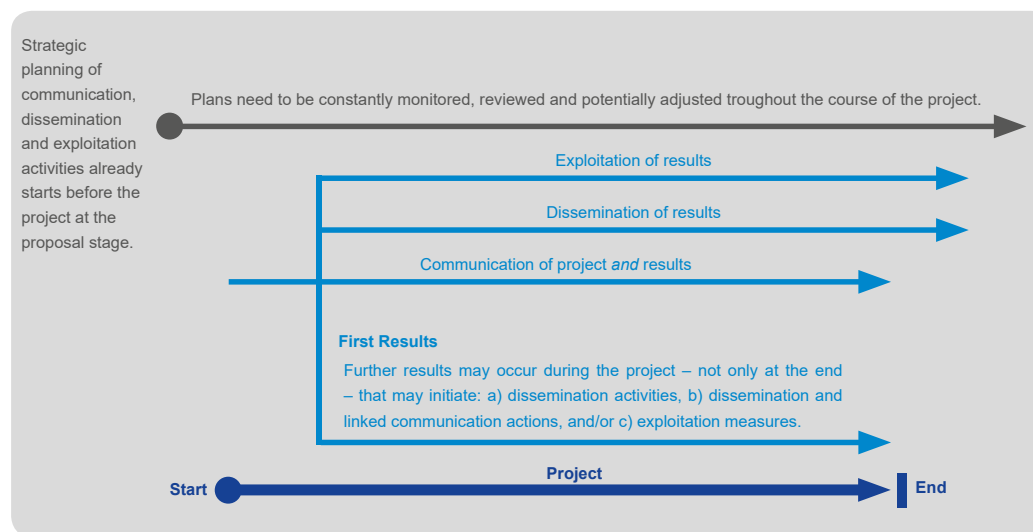 Strategic
planning of
communication,
dissemination
and exploitation
activities already
starts before the
project at the
proposal stage.
Plans need to be constantly monitored, reviewed and potentially adjusted troughout the course of the project.
Exploitation of results
Dissemination of results
Communication of project and results
First Results
Further results may occur during the project – not only at the end
– that may initiate: a) dissemination activities, b) dissemination and
linked communication actions, and/or c) exploitation measures.
Project
Start
End